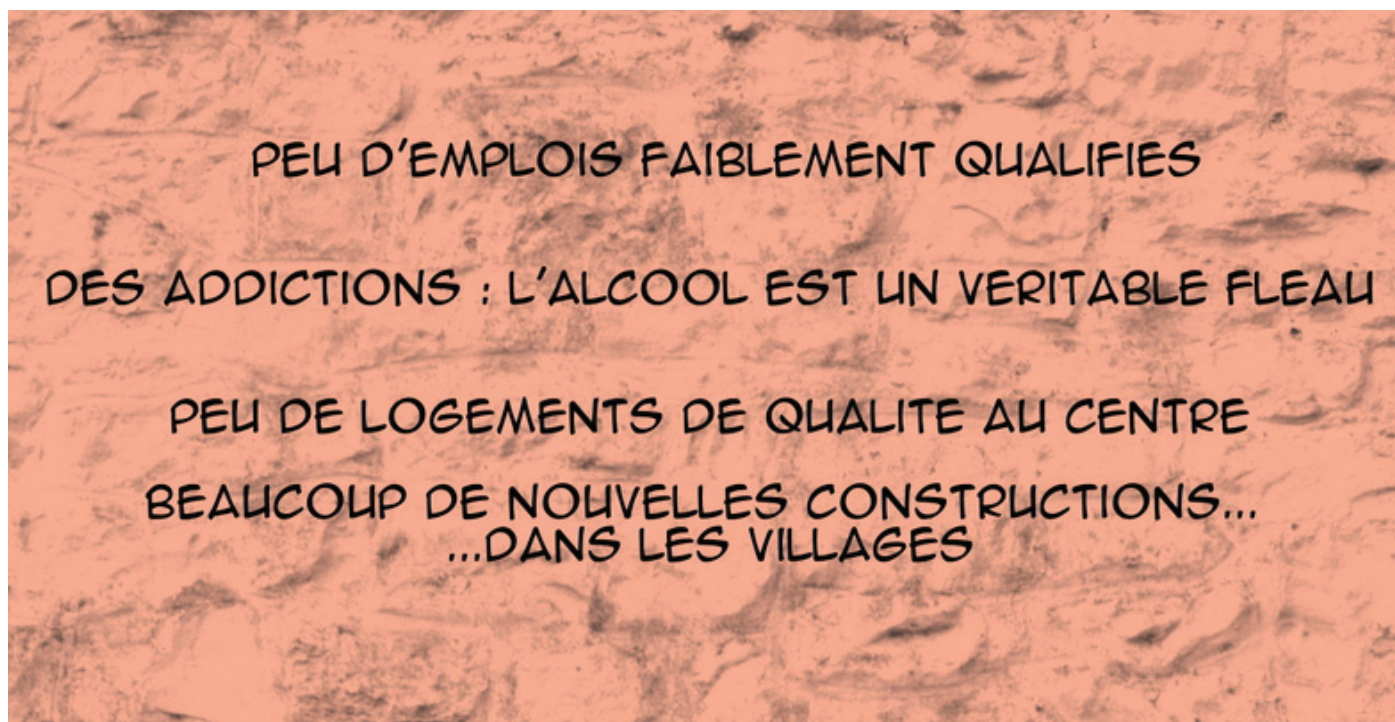 PEU D'EMPLOIS FAIBLEMENT QUALIFIES
DES ADDICTIONS : L'ALCOOL EST UN VERITABLE FLEAU
PEU DE LOGEMENTS DE QUALITE AU CENTRE
BEAUCOUP DE NOUVELLES CONSTRUCTIONS...
...DANS LES VILLAGES